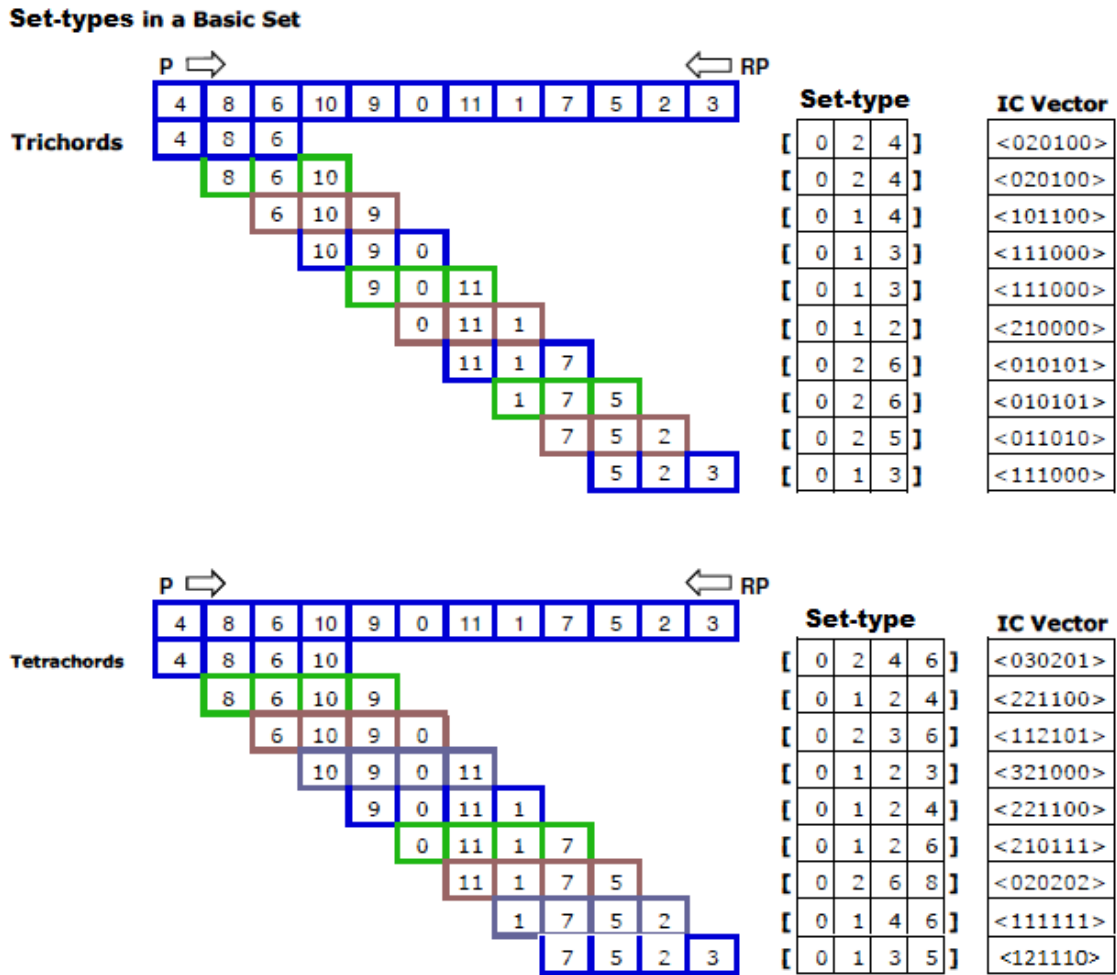 Set-types in a Basic Set
P RP
4 8 6 10 9 0 11 1 7 5 2 3 Set-type IC Vector
Trichords 4 8 6 [ 0 2 4 ] <020100>
8 6 10 [ 0 2 4 ] <020100>
6 10 9 [ 0 1 4 ] <101100>
10 9 0 [ 0 1 3 ] <111000>
9 0 11 [ 0 1 3 ] <111000>
0 11 1 [ 0 1 2 ] <210000>
11 1 7 [ 0 2 6 ] <010101>
1 7 5 [ 0 2 6 ] <010101>
7 5 2 [ 0 2 5 ] <011010>
5 2 3 [ 0 1 3 ] <111000>
P RP
4 8 6 10 9 0 11 1 7 5 2 3 Set-type IC Vector
Tetrachords 4 8 6 10 [ 0 2 4 6 ] <030201>
8 6 10 9 [ 0 1 2 4 ] <221100>
6 10 9 0 [ 0 2 3 6 ] <112101>
10 9 0 11 [ 0 1 2 3 ] <321000>
9 0 11 1 [ 0 1 2 4 ] <221100>
0 11 1 7 [ 0 1 2 6 ] <210111>
11 1 7 5 [ 0 2 6 8 ] <020202>
1 7 5 2 [ 0 1 4 6 ] <111111>
7 5 2 3 [ 0 1 3 5 ] <121110>